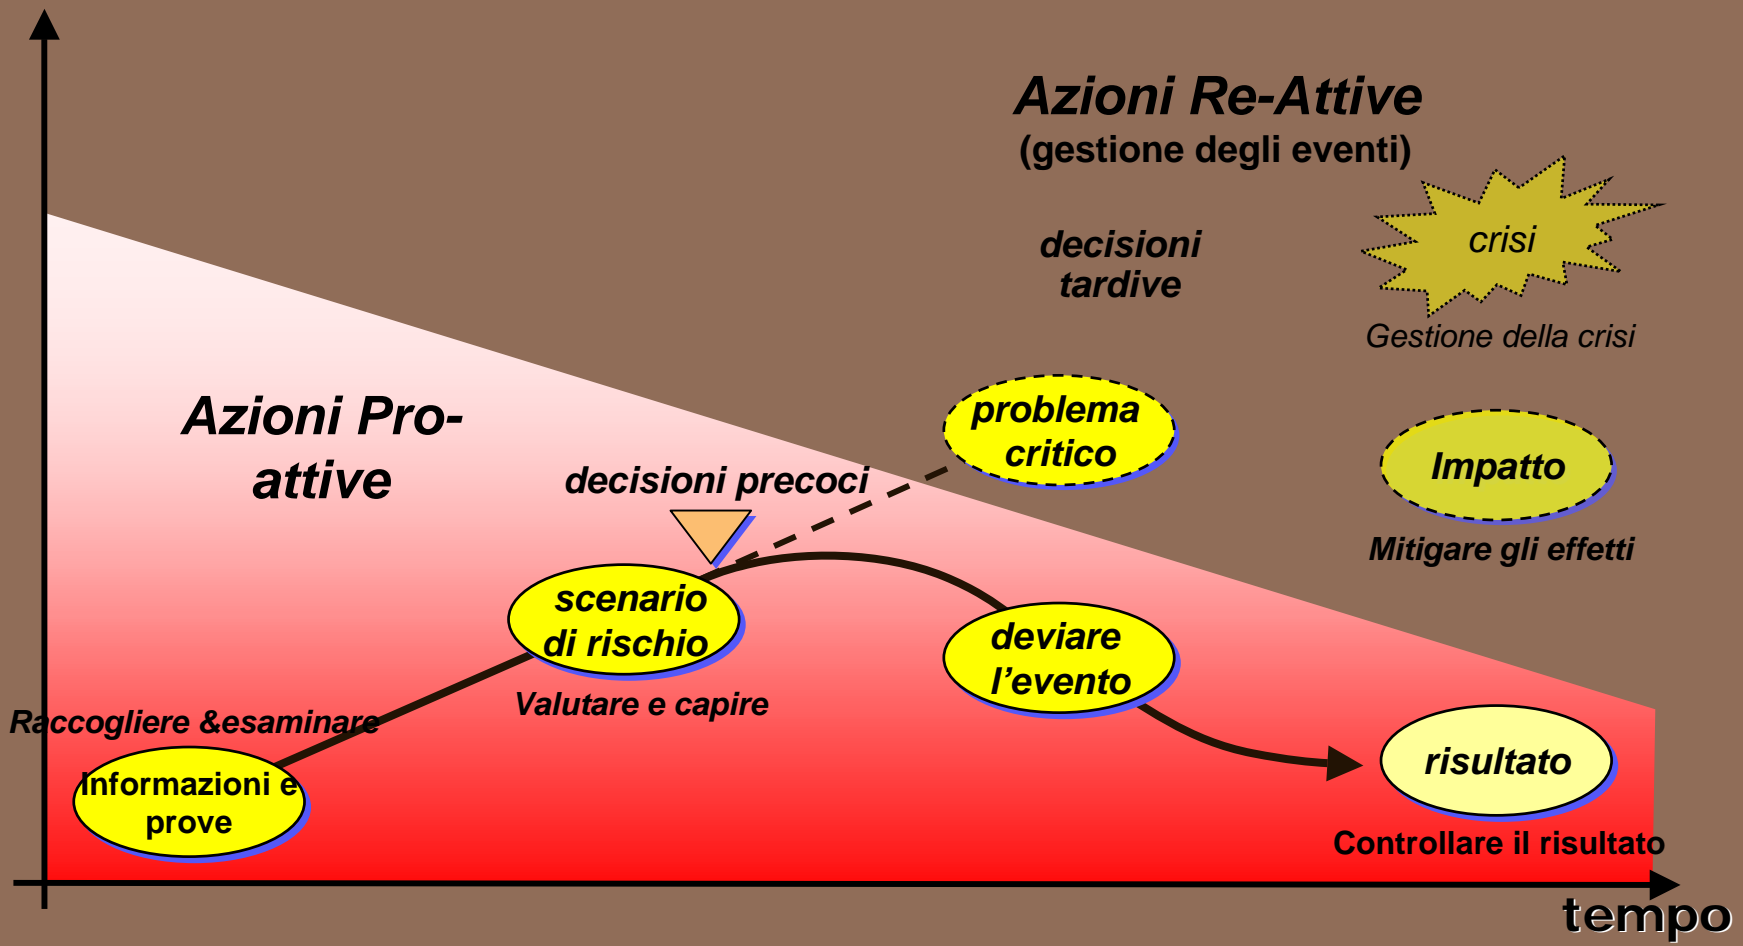 Azioni Re-Attive
(gestione degli eventi)
crisi
decisioni
tardive
Gestione della crisi
Azioni Pro-
attive
problema
critico
decisioni precoci
Impatto
Mitigare gli effetti
scenario
di rischio
deviare
l’evento
Valutare e capire
Raccogliere &esaminare
Informazioni e
prove
risultato
Controllare il risultato
tempo